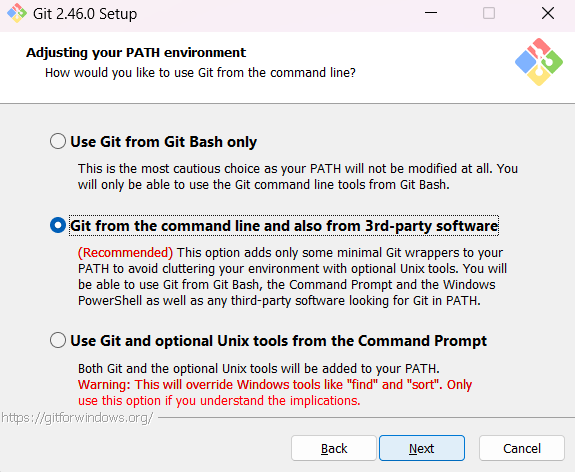 Git 2.46.0 Setup
Adjusting your PATH environment
How would you like to use Git from the command line?
Use Git from Git Bash only
This is the most cautious choice as your PATH will not be modified at all. You
will only be able to use the Git command line tools from Git Bash.
Git from the command line and also from 3rd-party software
(Recommended) This option adds only some minimal Git wrappers to your
PATH to avoid cluttering your environment with optional Unix tools. You will
be able to use Git from Git Bash, the Command Prompt and the Windows
PowerShell as well as any third-party software looking for Git in PATH.
Use Git and optional Unix tools from the Command Prompt
Both Git and the optional Unix tools will be added to your PATH.
Warning: This will override Windows tools like "find" and "sort". Only
use this option if you understand the implications.
https://gitforwindows.org/
Back
Next
Cancel